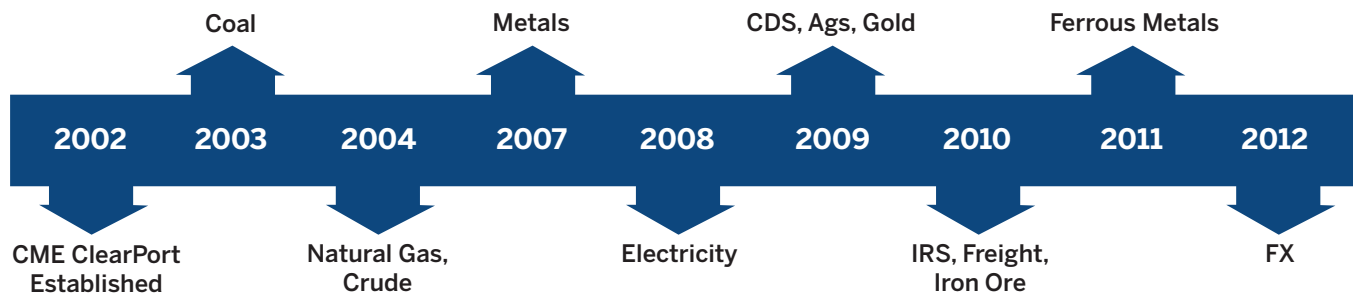 Coal
Metals
CDS, Ags, Gold
Ferrous Metals
2002
2003
2004
2007
2008
2009
2010
2011
2012
CME ClearPort
Established
Natural Gas,
Crude
Electricity
IRS, Freight,
Iron Ore
FX